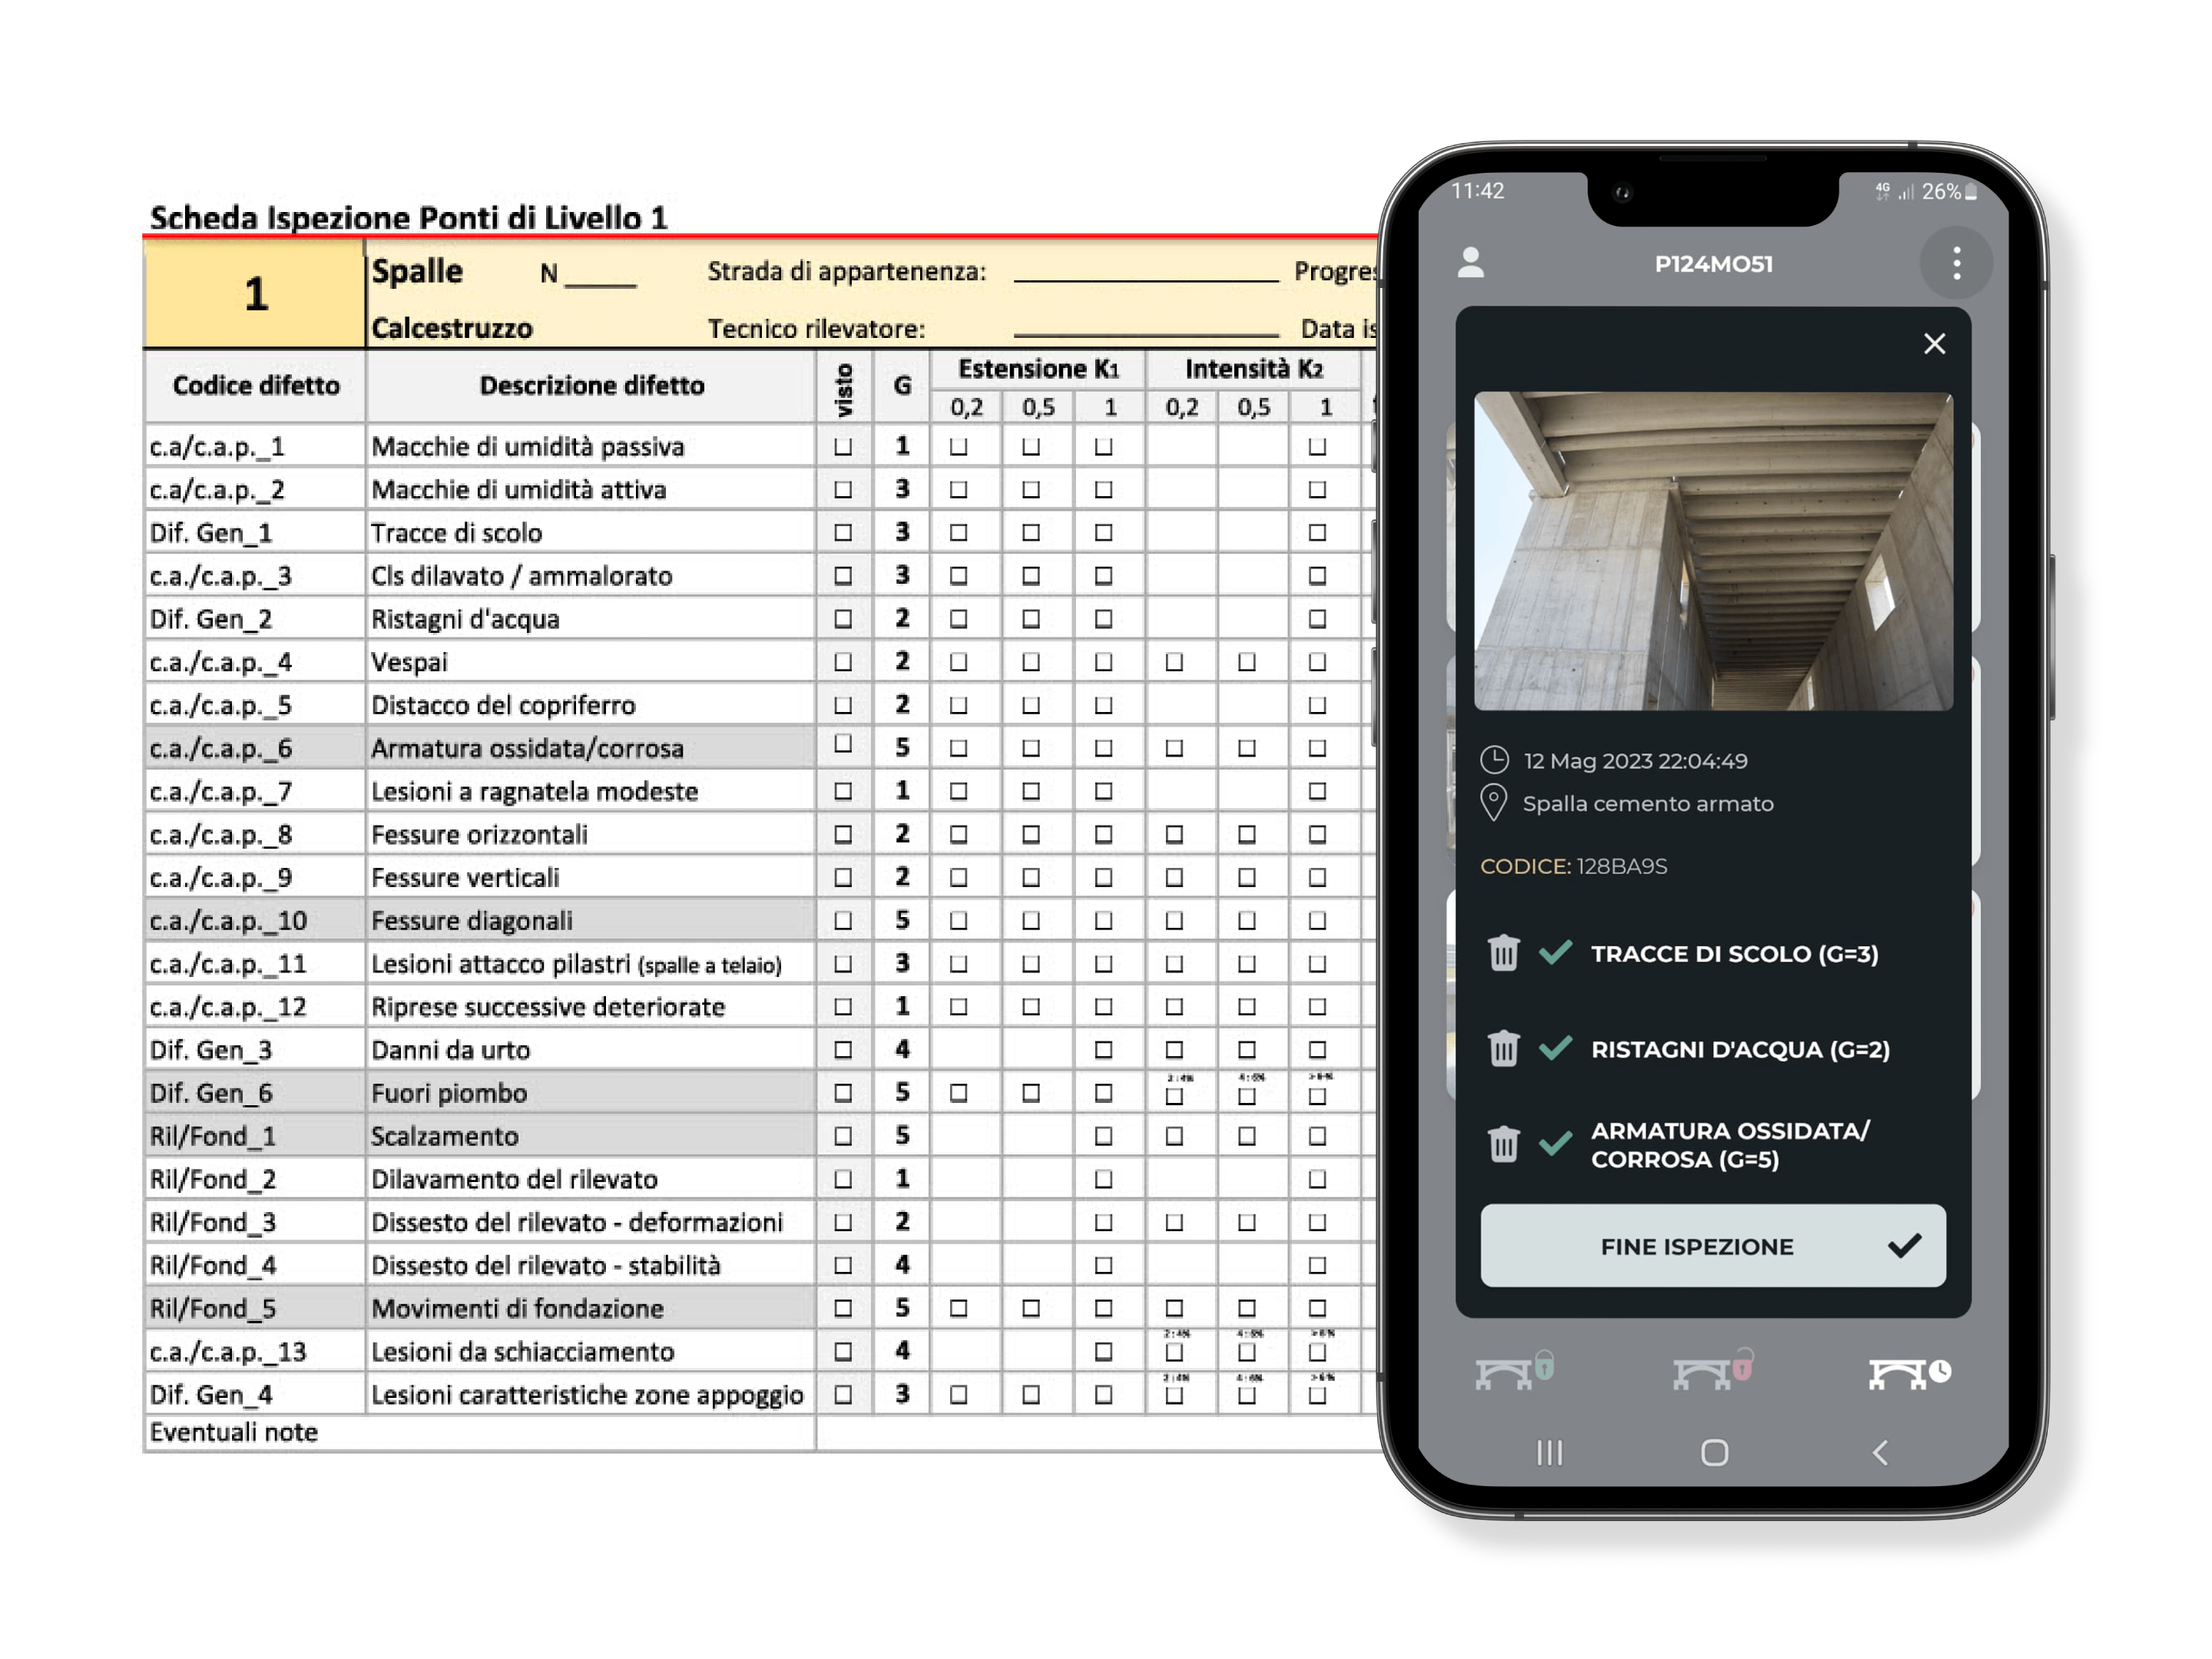 Scheda Ispezione Ponti di Livello 1
1
Spalle N _____ Strada di appartenenza: __________________ Progres
Calcestruzzo Tecnico rilevatore: __________________ Data is
Codice difetto Descrizione difetto visto G Estensione K1 Intensità K2
0,2 0,5 1 0,2 0,5 1
c.a/c.a.p._1 Macchie di umidità passiva 1
c.a/c.a.p._2 Macchie di umidità attiva 3
Dif. Gen_1 Tracce di scolo 3
c.a./c.a.p._3 Cls dilavato / ammalorato 3
Dif. Gen_2 Ristagni d'acqua 2
c.a./c.a.p._4 Vespai 2
c.a./c.a.p._5 Distacco del copriferro 2
c.a./c.a.p._6 Armatura ossidata/corrosa 5
c.a./c.a.p._7 Lesioni a ragnatela modeste 1
c.a./c.a.p._8 Fessure orizzontali 2
c.a./c.a.p._9 Fessure verticali 2
c.a./c.a.p._10 Fessure diagonali 5
c.a./c.a.p._11 Lesioni attacco pilastri (spalle a telaio) 3
c.a./c.a.p._12 Riprese successive deteriorate 1
Dif. Gen_3 Danni da urto 4
Dif. Gen_6 Fuori piombo 5
Ril/Fond_1 Scalzamento 5
Ril/Fond_2 Dilavamento del rilevato 1
Ril/Fond_3 Dissesto del rilevato - deformazioni 2
Ril/Fond_4 Dissesto del rilevato - stabilità 4
Ril/Fond_5 Movimenti di fondazione 5
c.a./c.a.p._13 Lesioni da schiacciamento 4
Dif. Gen_4 Lesioni caratteristiche zone appoggio 3
Eventuali note
11:42 4G 26%
P124MO51
12 Mag 2023 22:04:49
Spalla cemento armato
CODICE: 128BA9S
TRACCE DI SCOLO (G=3)
RISTAGNI D'ACQUA (G=2)
ARMATURA OSSIDATA/
CORROSA (G=5)
FINE ISPEZIONE